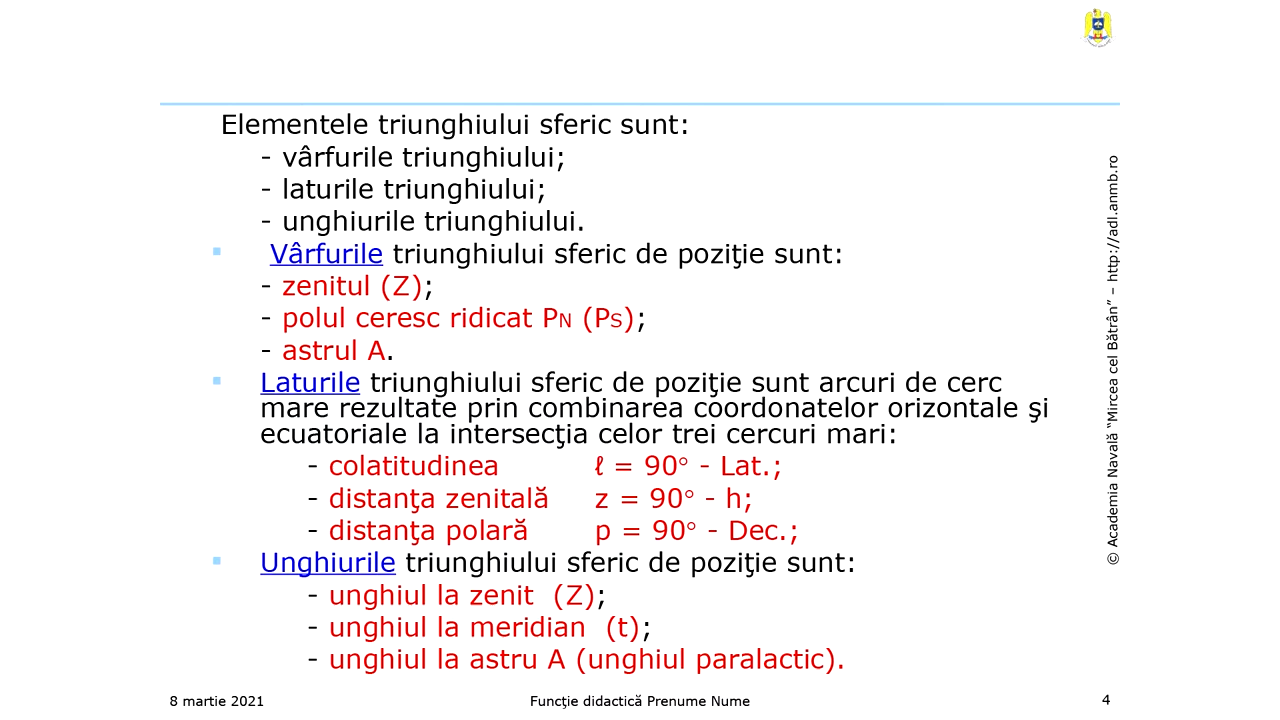 Elementele triunghiului sferic sunt:
- vârfurile triunghiului;
- laturile triunghiului;
- unghiurile triunghiului.
▪ Vârfurile triunghiului sferic de poziţie sunt:
- zenitul (Z);
- polul ceresc ridicat PN (PS);
- astrul A.
▪ Laturile triunghiului sferic de poziţie sunt arcuri de cerc
mare rezultate prin combinarea coordonatelor orizontale şi
ecuatoriale la intersecţia celor trei cercuri mari:
- colatitudinea ℓ = 90° - Lat.;
- distanţa zenitală z = 90° - h;
- distanţa polară p = 90° - Dec.;
▪ Unghiurile triunghiului sferic de poziţie sunt:
- unghiul la zenit (Z);
- unghiul la meridian (t);
- unghiul la astru A (unghiul paralactic).
© Academia Navală “Mircea cel Bătrân” – http://adl.anmb.ro
8 martie 2021
Funcţie didactică Prenume Nume
4